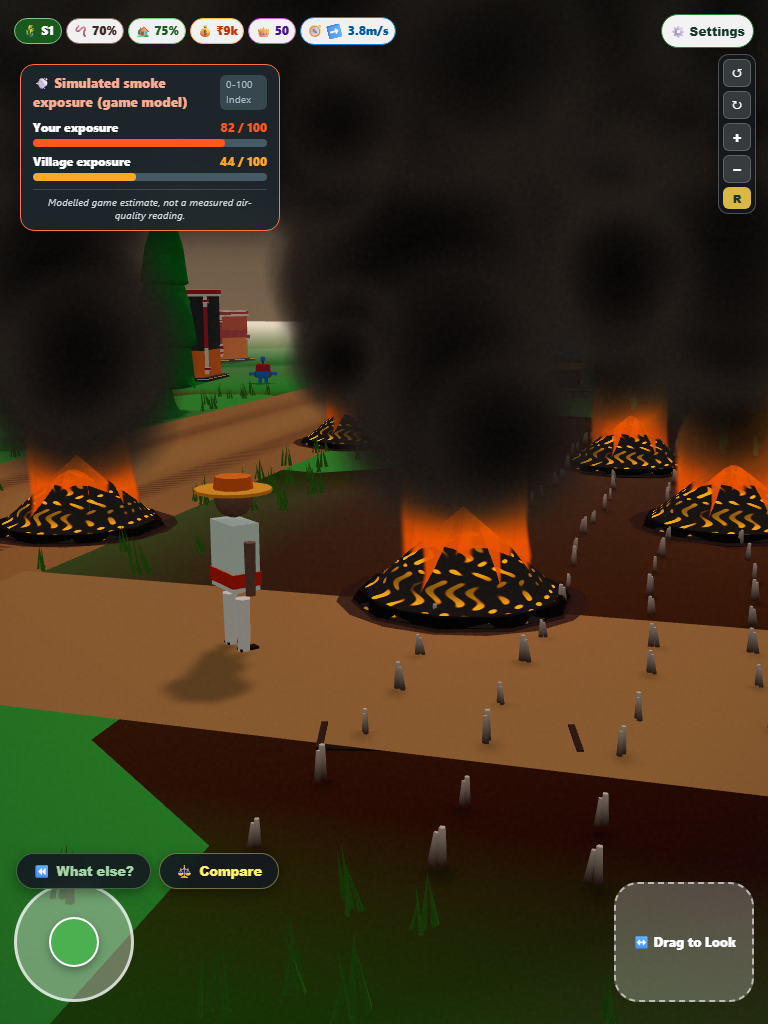 S1 70% 75% ₹9k 50 3.8m/s Settings
Simulated smoke
exposure (game model)
0-100
Index
Your exposure 82 / 100
Village exposure 44 / 100
Modelled game estimate, not a measured air-
quality reading.
R
What else? Compare
Drag to Look